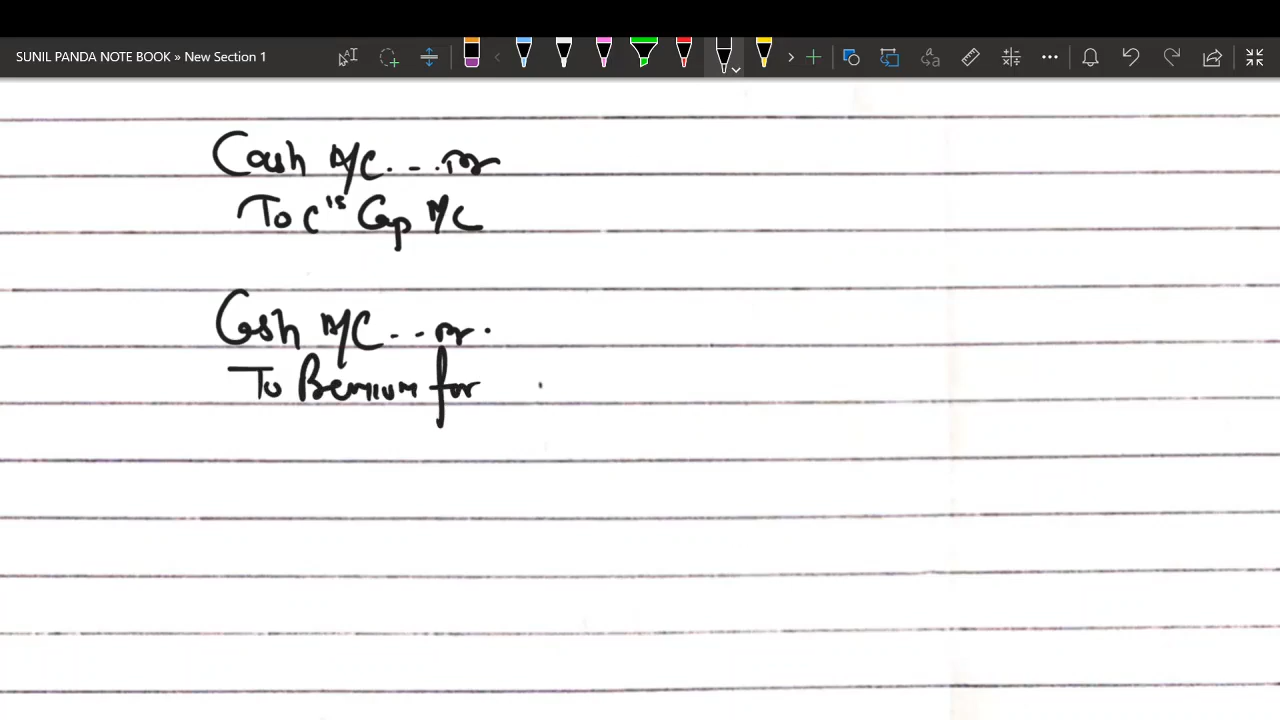 SUNIL PANDA NOTE BOOK » New Section 1
Cash A/C. - - . Dr
To C's Cap A/C
Cash A/C - - Dr.
To Premium for